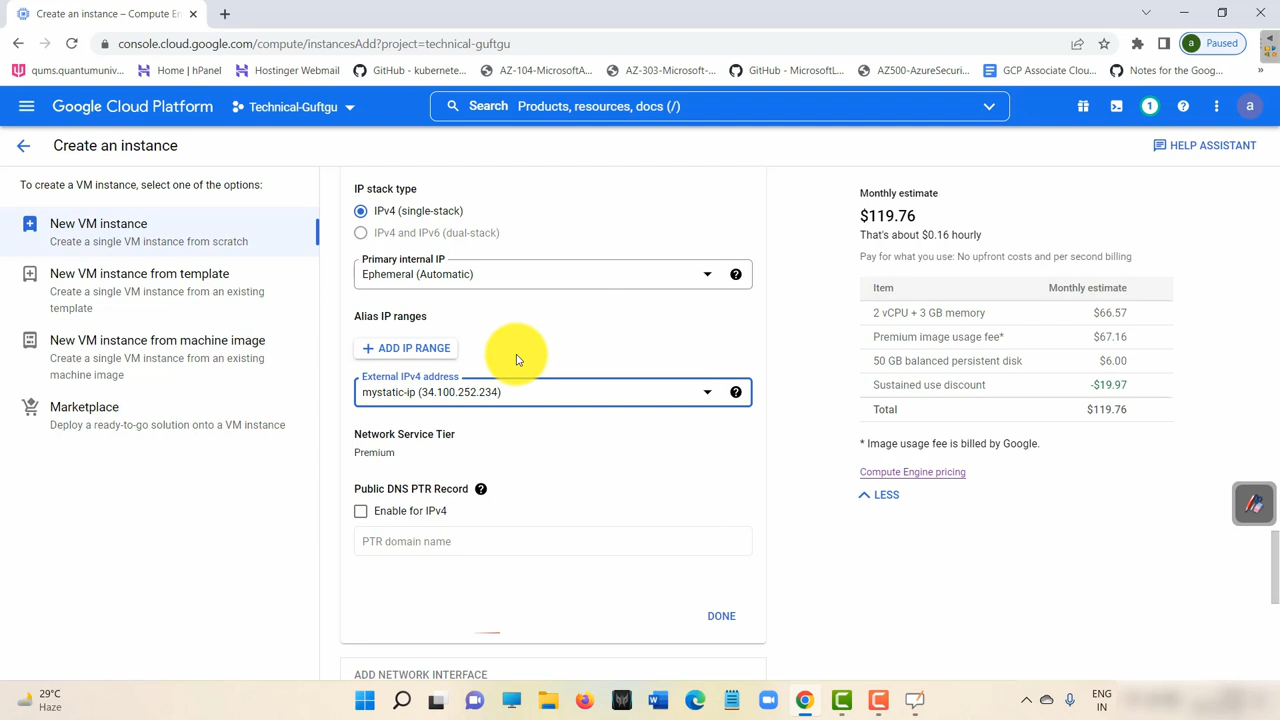 Create an instance – Compute En
console.cloud.google.com/compute/instancesAdd?project=technical-guftgu
Paused
qums.quantumuniv...
Home | hPanel
Hostinger Webmail
GitHub - kubernete...
AZ-104-MicrosoftA...
AZ-303-Microsoft-...
GitHub - MicrosoftL...
AZ500-AzureSecuri...
GCP Associate Clou...
Notes for the Goog...
Google Cloud Platform
Technical-Guftgu
Search Products, resources, docs (/)
1
a
Create an instance
HELP ASSISTANT
To create a VM instance, select one of the options:
New VM instance
Create a single VM instance from scratch
New VM instance from template
Create a single VM instance from an existing
template
New VM instance from machine image
Create a single VM instance from an existing
machine image
Marketplace
Deploy a ready-to-go solution onto a VM instance
IP stack type
IPv4 (single-stack)
IPv4 and IPv6 (dual-stack)
Primary internal IP
Ephemeral (Automatic)
Alias IP ranges
ADD IP RANGE
External IPv4 address
mystatic-ip (34.100.252.234)
Network Service Tier
Premium
Public DNS PTR Record
Enable for IPv4
PTR domain name
DONE
ADD NETWORK INTERFACE
Monthly estimate
$119.76
That's about $0.16 hourly
Pay for what you use: No upfront costs and per second billing
Item Monthly estimate
2 vCPU + 3 GB memory $66.57
Premium image usage fee* $67.16
50 GB balanced persistent disk $6.00
Sustained use discount -$19.97
Total $119.76
* Image usage fee is billed by Google.
Compute Engine pricing
LESS
29°C
Haze
ENG
IN